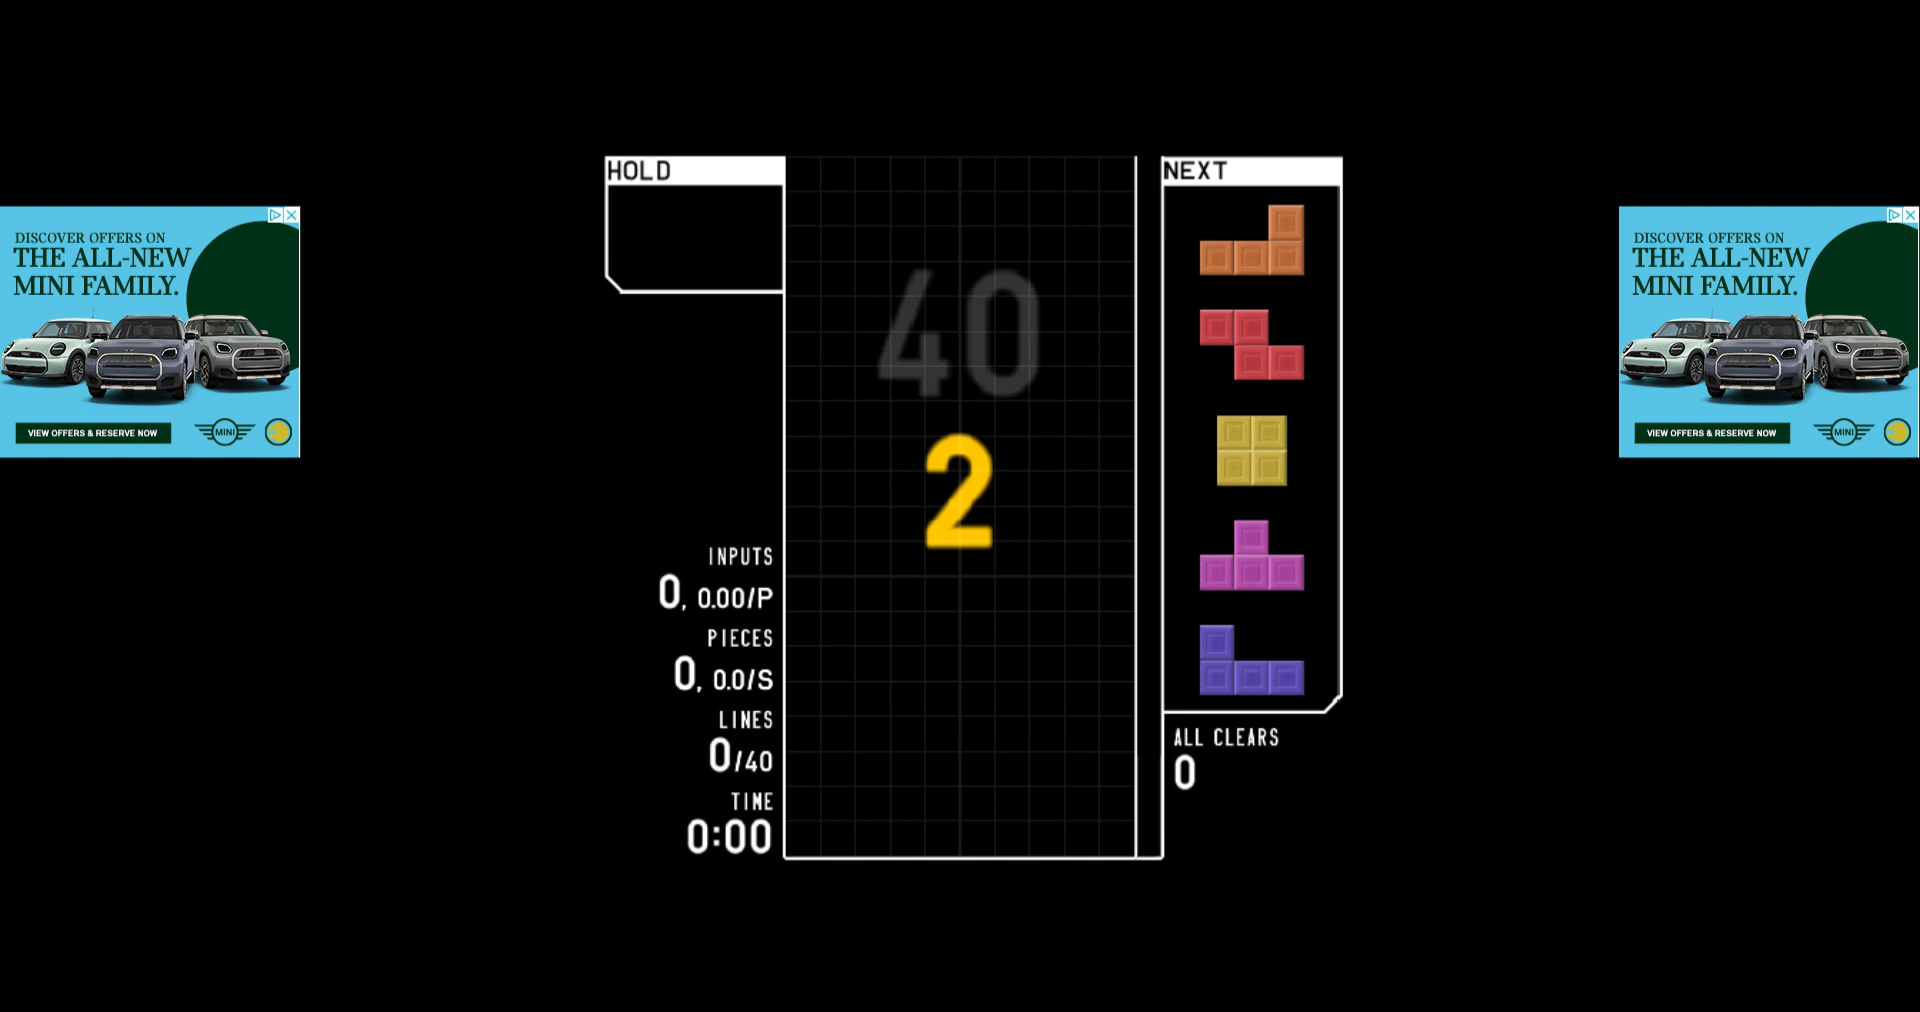 HOLD
NEXT
40
2
INPUTS
0, 0.00/P
PIECES
0, 0.0/S
LINES
0/40
TIME
0:00
ALL CLEARS
0
DISCOVER OFFERS ON
THE ALL-NEW
MINI FAMILY.
VIEW OFFERS & RESERVE NOW
MINI
DISCOVER OFFERS ON
THE ALL-NEW
MINI FAMILY.
VIEW OFFERS & RESERVE NOW
MINI